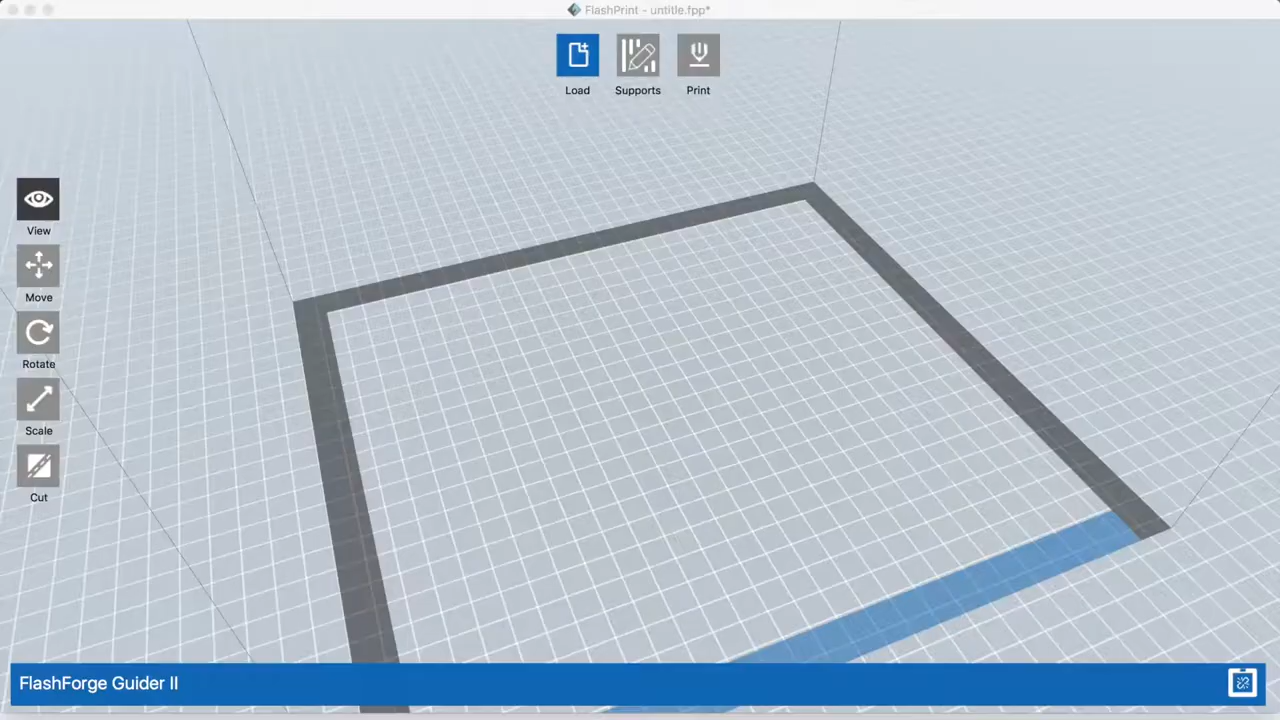 FlashPrint - untitle.fpp*
Load
Supports
Print
View
Move
Rotate
Scale
Cut
FlashForge Guider II